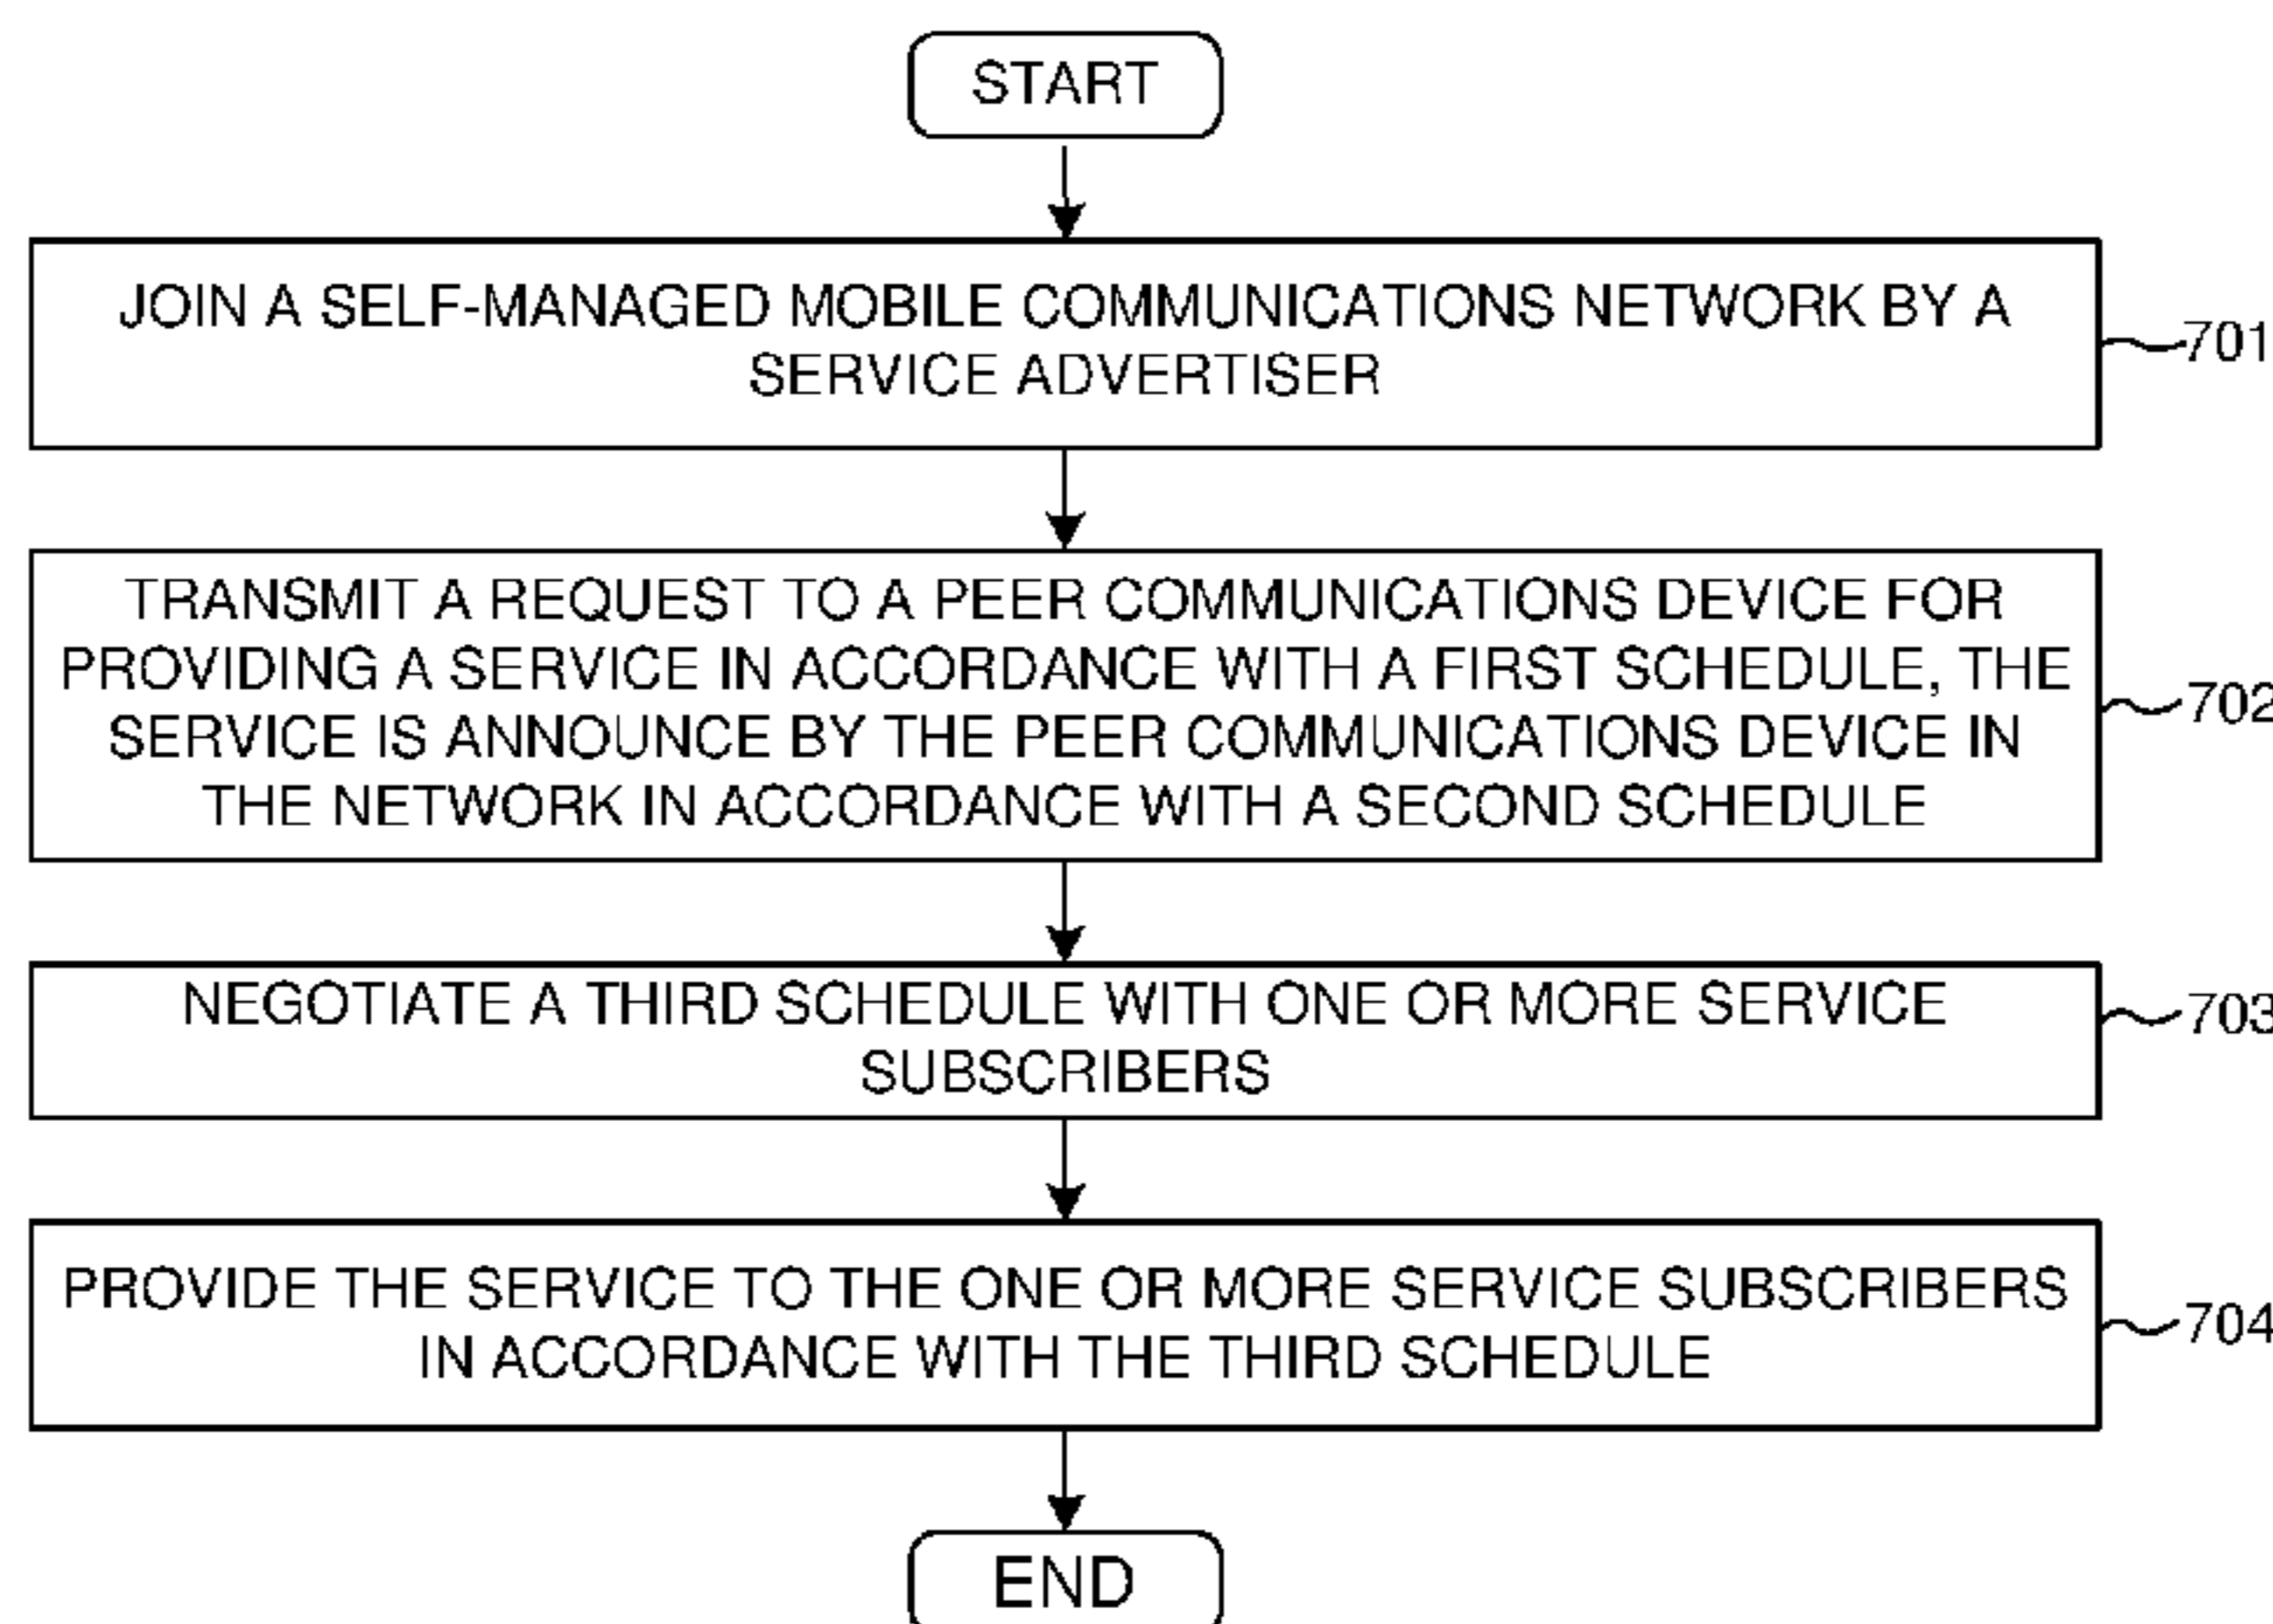 START
JOIN A SELF-MANAGED MOBILE COMMUNICATIONS NETWORK BY A
SERVICE ADVERTISER
701
TRANSMIT A REQUEST TO A PEER COMMUNICATIONS DEVICE FOR
PROVIDING A SERVICE IN ACCORDANCE WITH A FIRST SCHEDULE, THE
SERVICE IS ANNOUNCE BY THE PEER COMMUNICATIONS DEVICE IN
THE NETWORK IN ACCORDANCE WITH A SECOND SCHEDULE
702
NEGOTIATE A THIRD SCHEDULE WITH ONE OR MORE SERVICE
SUBSCRIBERS
703
PROVIDE THE SERVICE TO THE ONE OR MORE SERVICE SUBSCRIBERS
IN ACCORDANCE WITH THE THIRD SCHEDULE
704
END